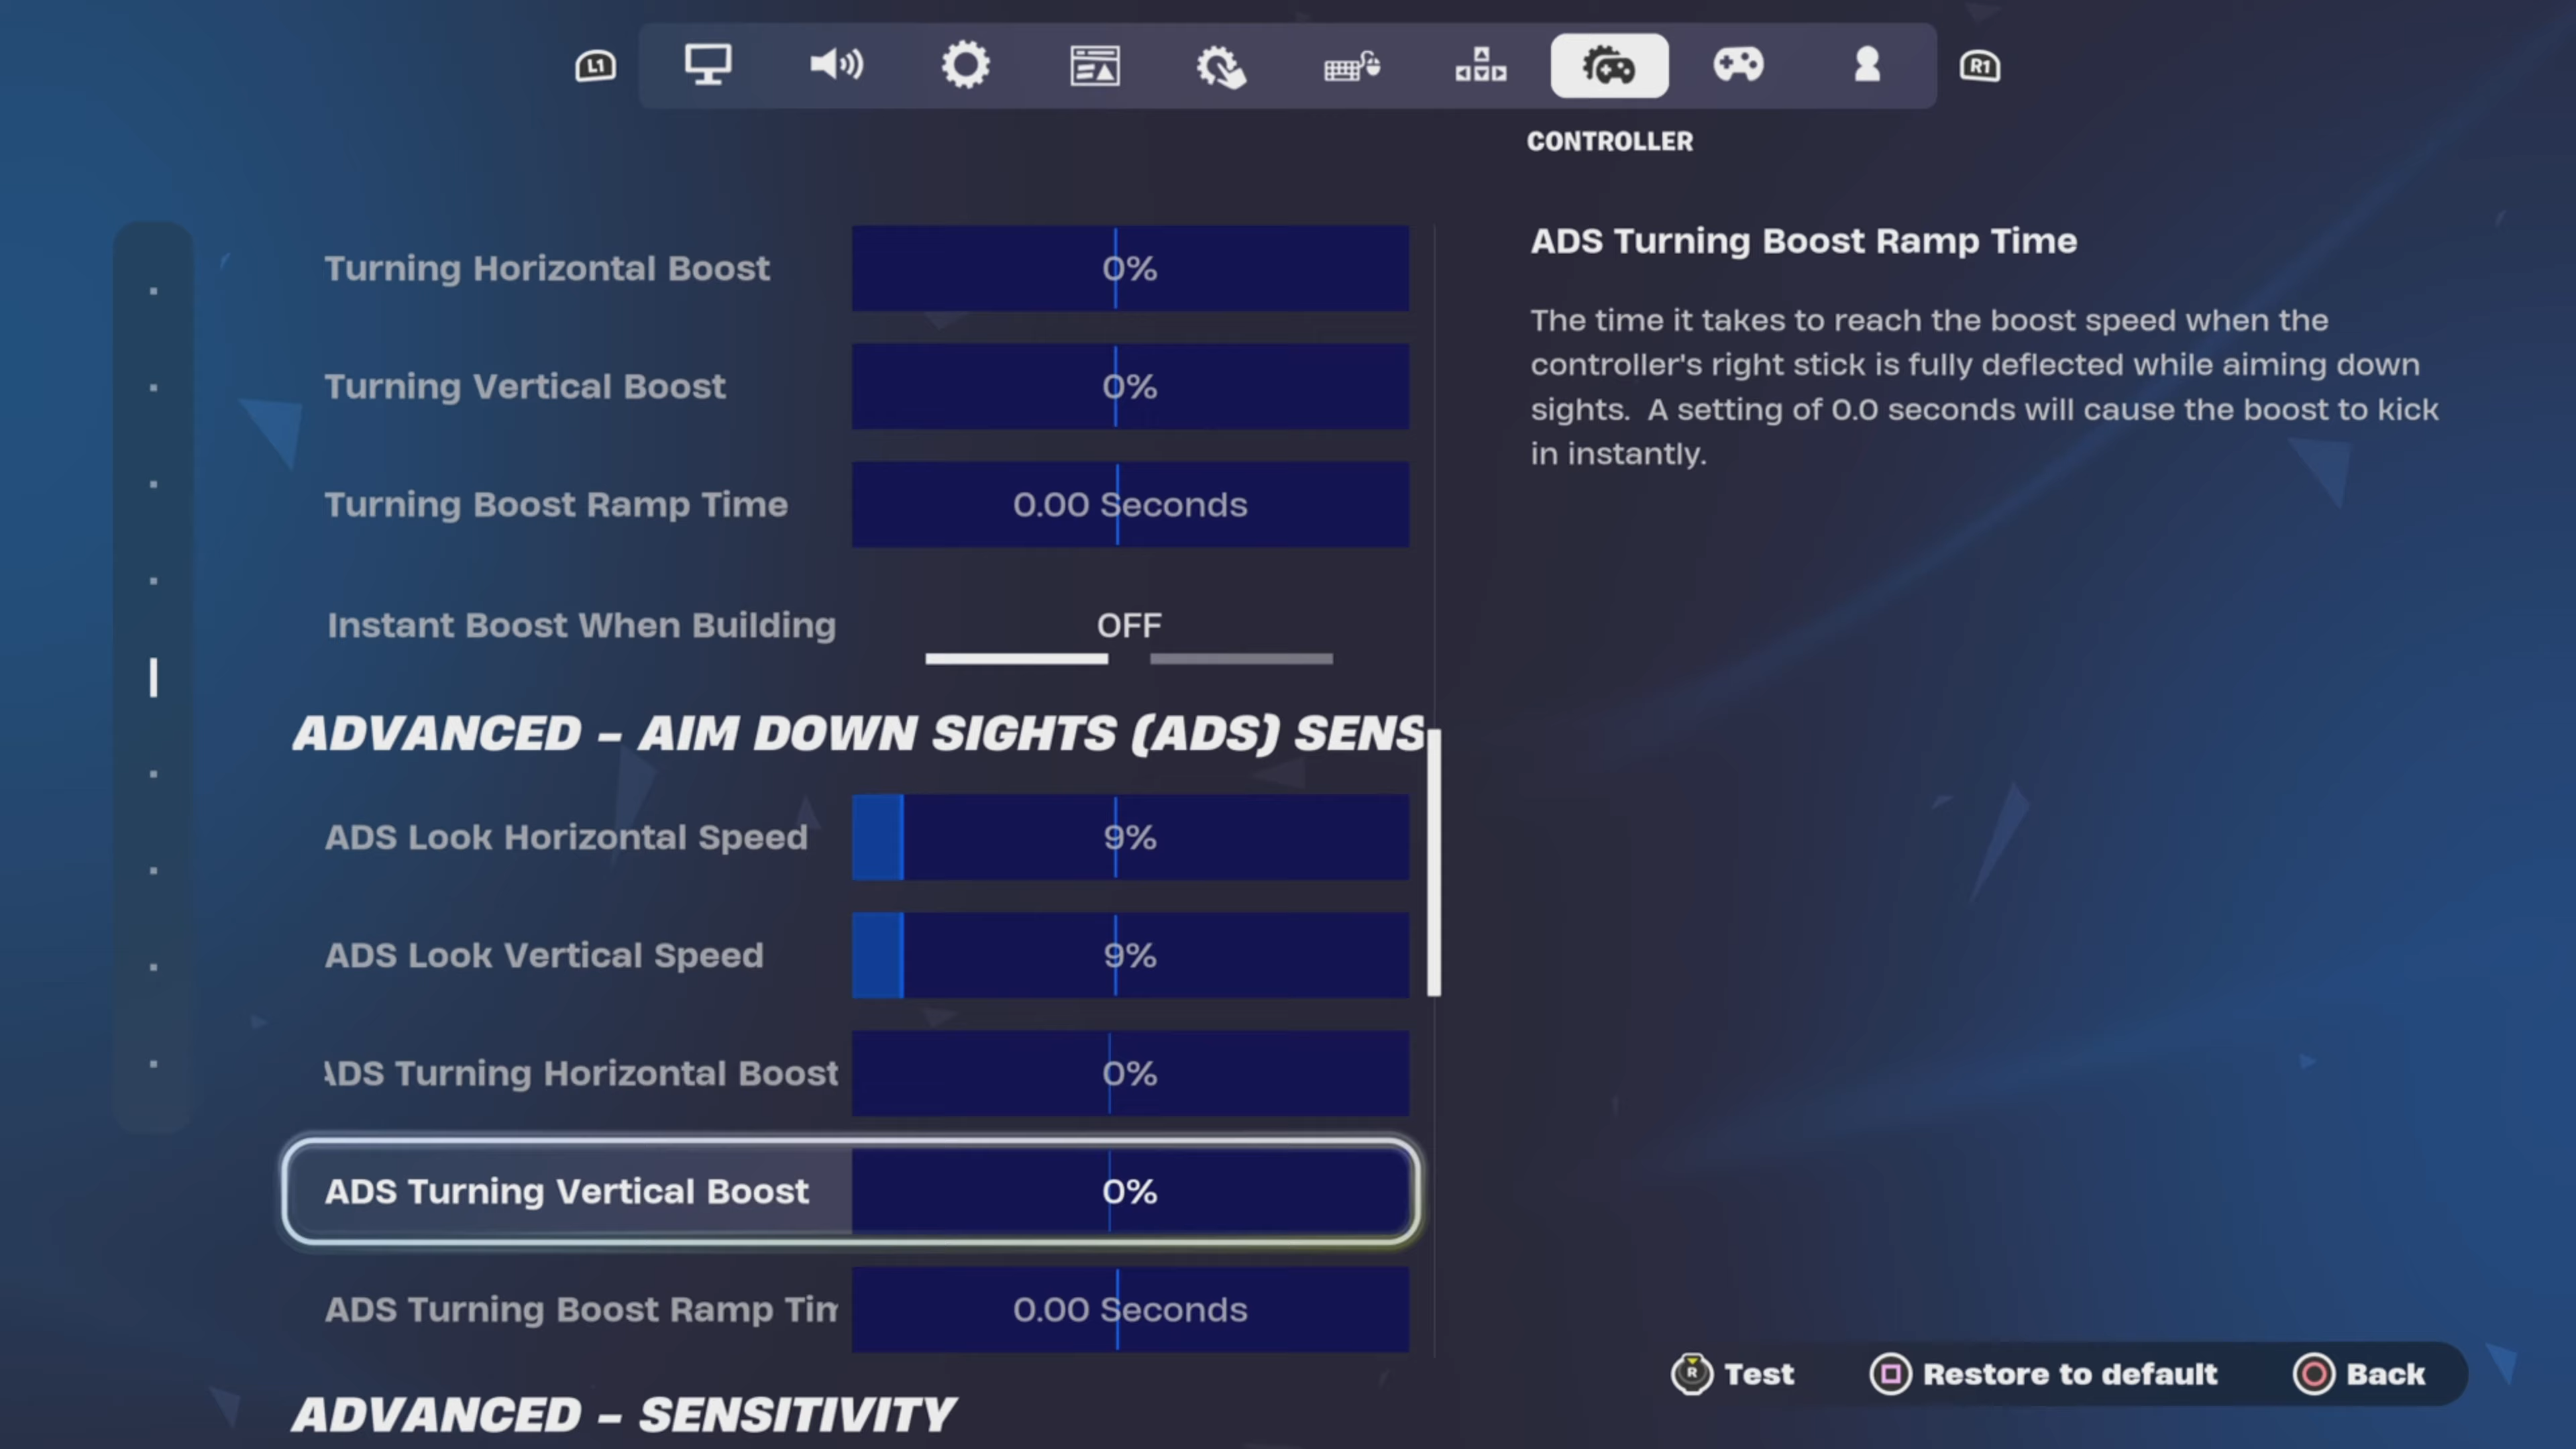 L1
R1
CONTROLLER
Turning Horizontal Boost 0%
Turning Vertical Boost 0%
Turning Boost Ramp Time 0.00 Seconds
Instant Boost When Building OFF
ADVANCED - AIM DOWN SIGHTS (ADS) SENS
ADS Look Horizontal Speed 9%
ADS Look Vertical Speed 9%
ADS Turning Horizontal Boost 0%
ADS Turning Vertical Boost 0%
ADS Turning Boost Ramp Tim 0.00 Seconds
ADVANCED - SENSITIVITY
ADS Turning Boost Ramp Time
The time it takes to reach the boost speed when the
controller's right stick is fully deflected while aiming down
sights. A setting of 0.0 seconds will cause the boost to kick
in instantly.
R Test Restore to default Back